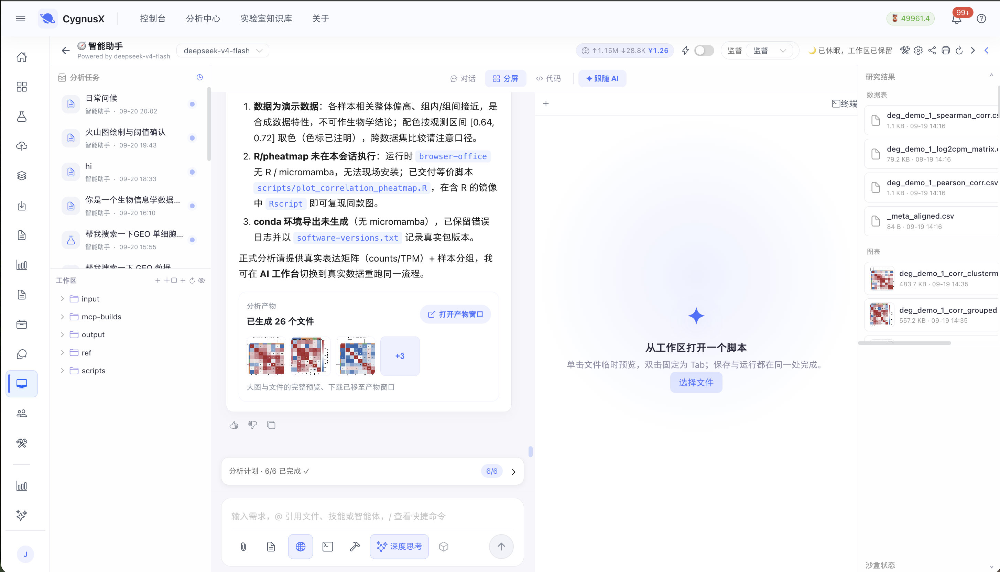 CygnusX
控制台
分析中心
实验室知识库
关于
49961.4
99+
智能助手
Powered by deepseek-v4-flash
deepseek-v4-flash
↑1.15M ↓28.8K ¥1.26
监督
监督
已休眠，工作区已保留
分析任务
日常问候
智能助手 · 09-20 20:02
火山图绘制与阈值确认
智能助手 · 09-20 19:43
hi
智能助手 · 09-20 18:33
你是一个生物信息学数据...
智能助手 · 09-20 16:10
帮我搜索一下GEO 单细胞...
智能助手 · 09-20 15:55
帮我搜索一下 GEO 数据
工作区
input
mcp-builds
output
ref
scripts
对话
分屏
代码
跟随 AI
1. 数据为演示数据：各样本相关整体偏高、组内/组间接近，是
合成数据特性，不可作生物学结论；配色按观测区间 [0.64,
0.72] 取色（色标已注明），跨数据集比较请注意口径。
2. R/pheatmap 未在本会话执行：运行时 browser-office
无 R / micromamba，无法现场安装；已交付等价脚本
scripts/plot_correlation_pheatmap.R，在含 R 的镜像
中 Rscript 即可复现同款图。
3. conda 环境导出未生成（无 micromamba），已保留错误
日志并以 software-versions.txt 记录真实包版本。
正式分析请提供真实表达矩阵（counts/TPM）+ 样本分组，我
可在 AI 工作台切换到真实数据重跑同一流程。
分析产物
已生成 26 个文件
打开产物窗口
+3
大图与文件的完整预览、下载已移至产物窗口
分析计划 · 6/6 已完成 ✓
6/6
输入需求，@ 引用文件、技能或智能体，/ 查看快捷命令
深度思考
终端
从工作区打开一个脚本
单击文件临时预览，双击固定为 Tab；保存与运行都在同一处完成。
选择文件
研究结果
数据表
deg_demo_1_spearman_corr.cs
1.1 KB · 09-19 14:16
deg_demo_1_log2cpm_matrix.
79.2 KB · 09-19 14:16
deg_demo_1_pearson_corr.csv
1.1 KB · 09-19 14:16
_meta_aligned.csv
84 B · 09-19 14:16
图表
deg_demo_1_corr_clusterm
483.7 KB · 09-19 14:35
deg_demo_1_corr_grouped
557.2 KB · 09-19 14:35
沙盒状态
J